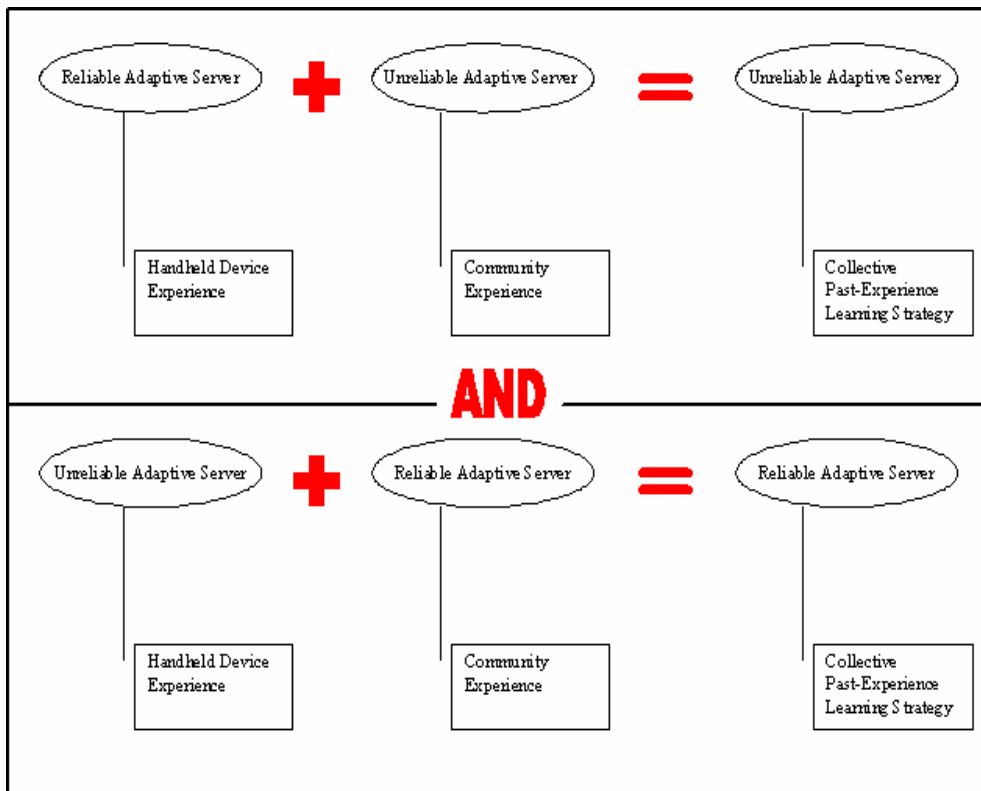 Reliable Adaptive Server + Unreliable Adaptive Server = Unreliable Adaptive Server
Handheld Device
Experience
Community
Experience
Collective
Past-Experience
Learning Strategy
AND
Unreliable Adaptive Server + Reliable Adaptive Server = Reliable Adaptive Server
Handheld Device
Experience
Community
Experience
Collective
Past-Experience
Learning Strategy